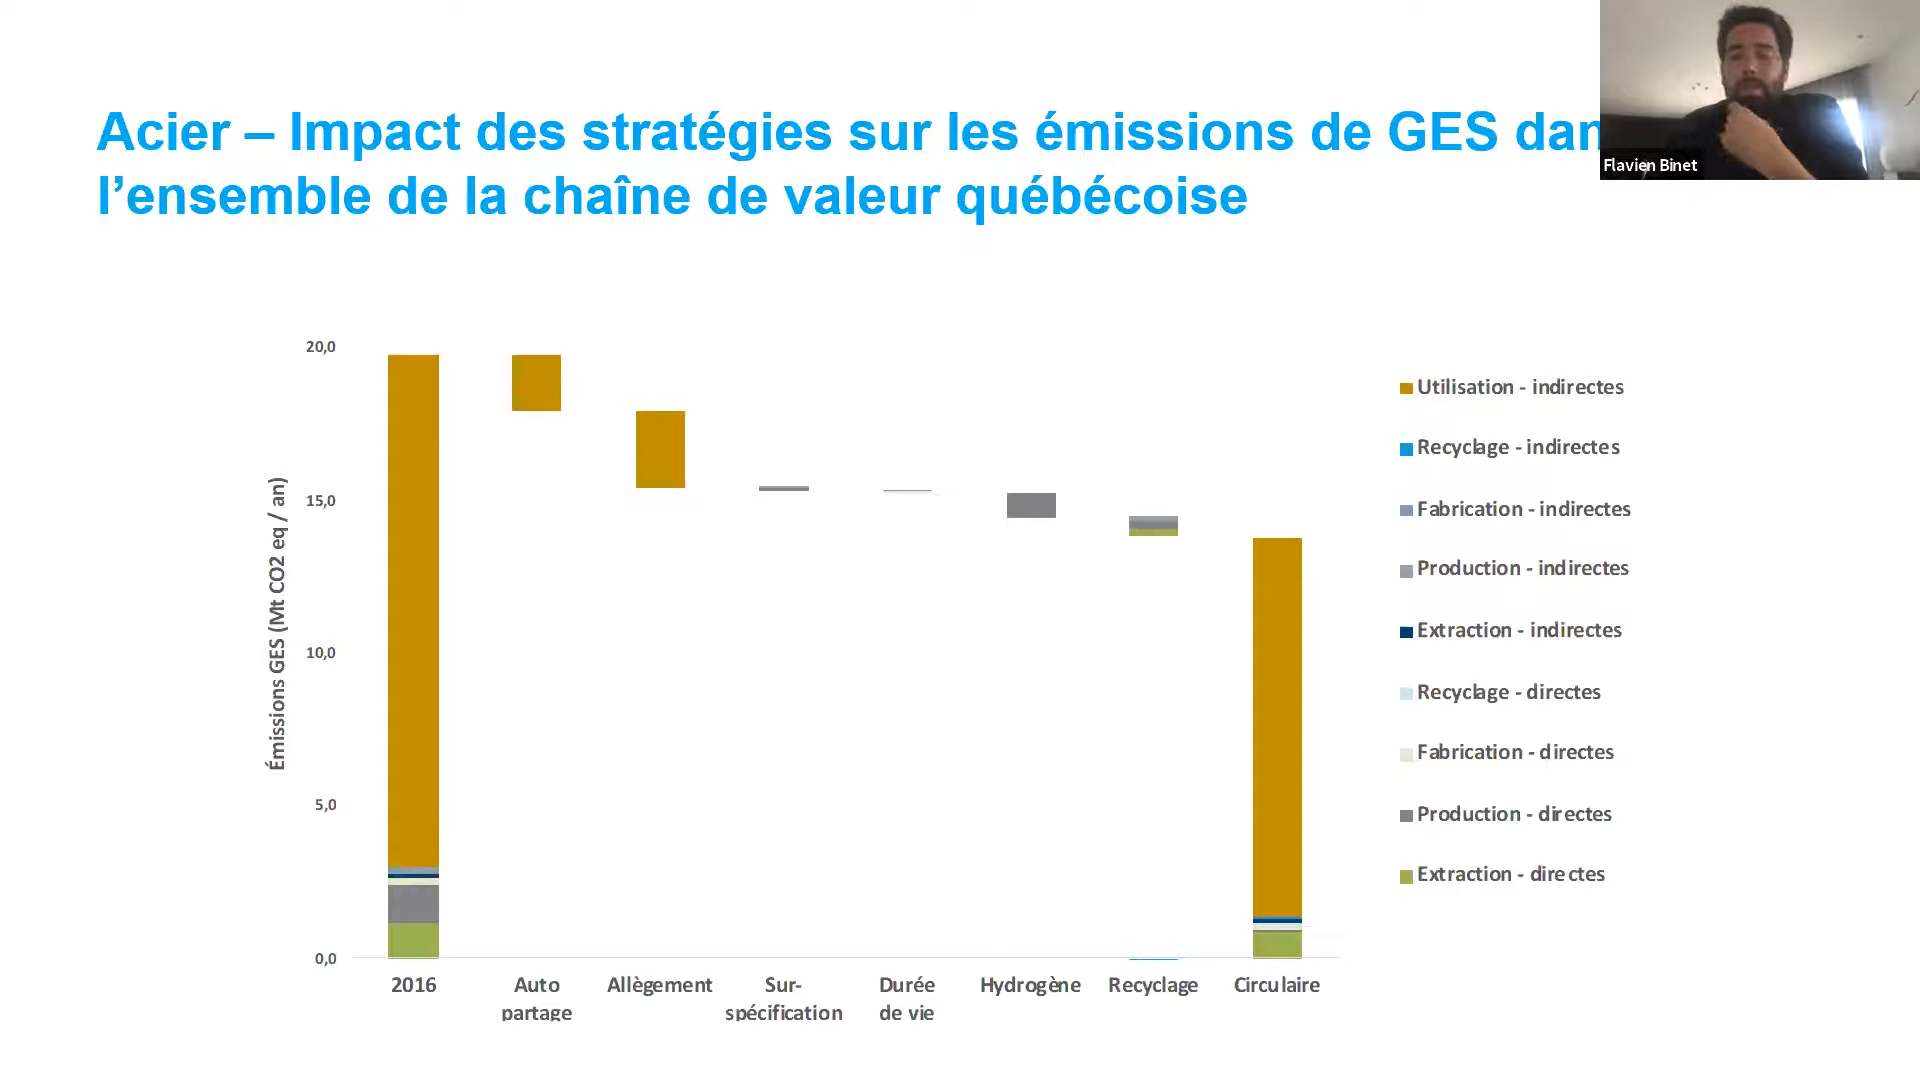 Acier – Impact des stratégies sur les émissions de GES dan
l’ensemble de la chaîne de valeur québécoise
Flavien Binet
Émissions GES (Mt CO2 eq / an)
20,0
15,0
10,0
5,0
0,0
2016
Auto
partage
Allègement
Sur-
spécification
Durée
de vie
Hydrogène
Recyclage
Circulaire
Utilisation - indirectes
Recyclage - indirectes
Fabrication - indirectes
Production - indirectes
Extraction - indirectes
Recyclage - directes
Fabrication - directes
Production - directes
Extraction - directes